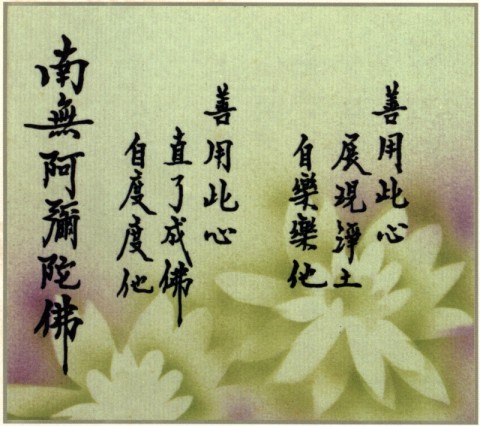 善用此心
展現淨土
自樂樂他
善用此心
直了成佛
自度度他
南無阿彌陀佛